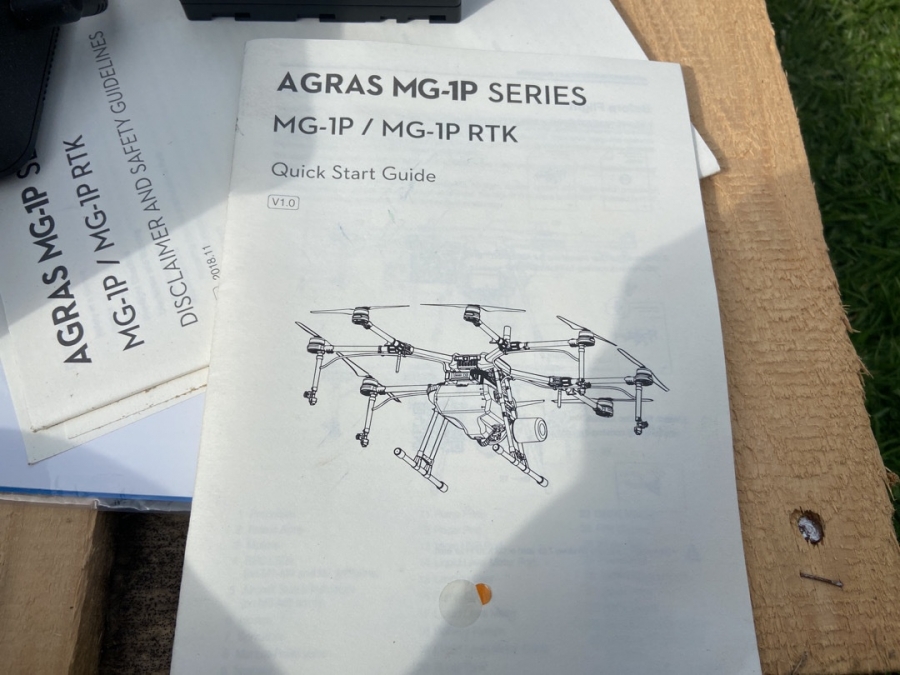 AGRAS MG-1P SERIES
MG-1P / MG-1P RTK
Quick Start Guide
V1.0
AGRAS MG-1P
MG-1P / MG-1P RTK
DISCLAIMER AND SAFETY GUIDELINES
2018.11